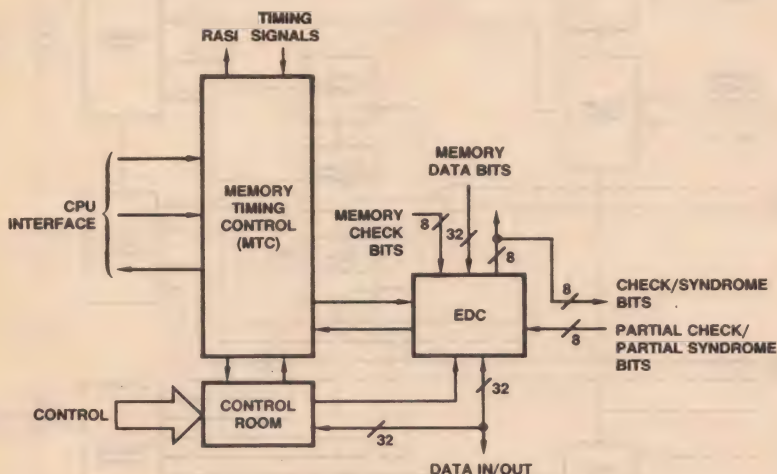 TIMING
RASI SIGNALS
CPU
INTERFACE
MEMORY
TIMING
CONTROL
(MTC)
MEMORY
DATA BITS
MEMORY
CHECK
BITS
8
32
8
EDC
8
CHECK/SYNDROME
BITS
8
PARTIAL CHECK/
PARTIAL SYNDROME
BITS
CONTROL
CONTROL
ROOM
32
32
DATA IN/OUT